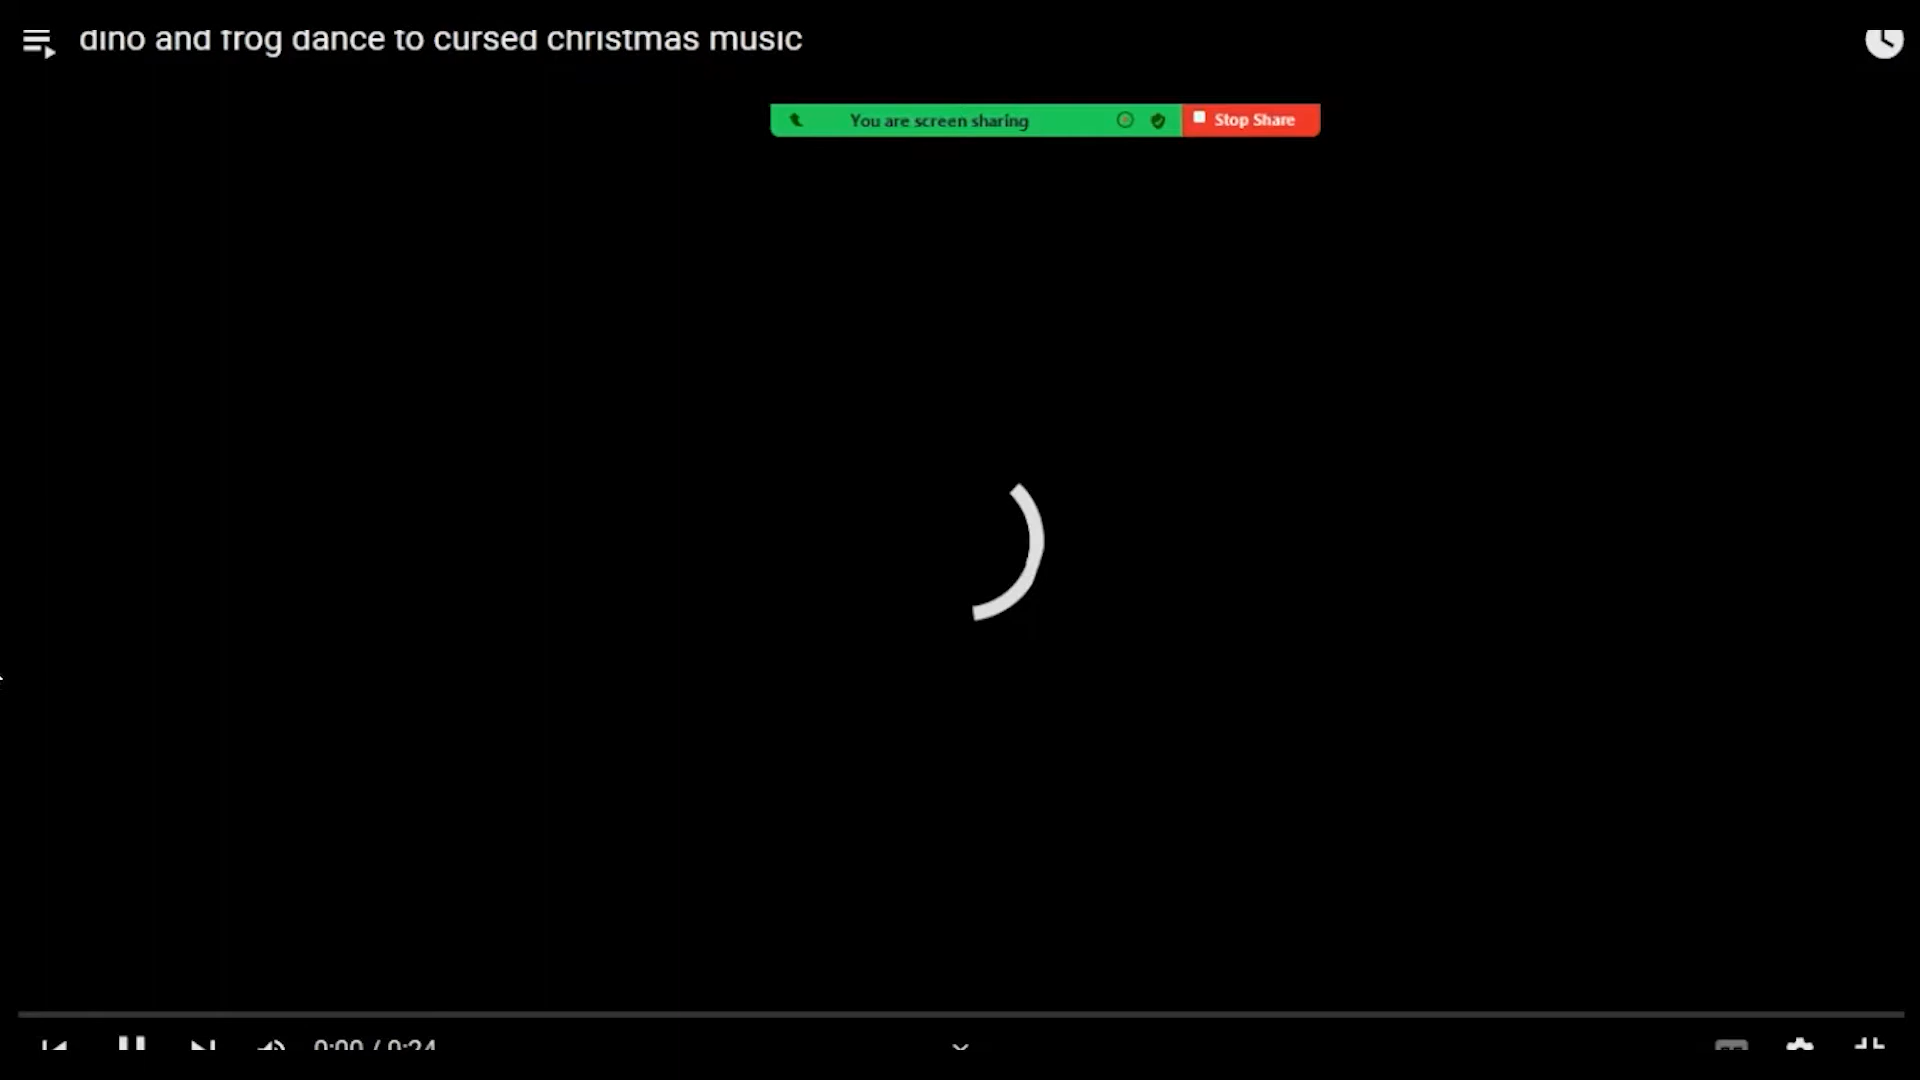 dino and frog dance to cursed christmas music
You are screen sharing
Stop Share
0:00 / 0:24